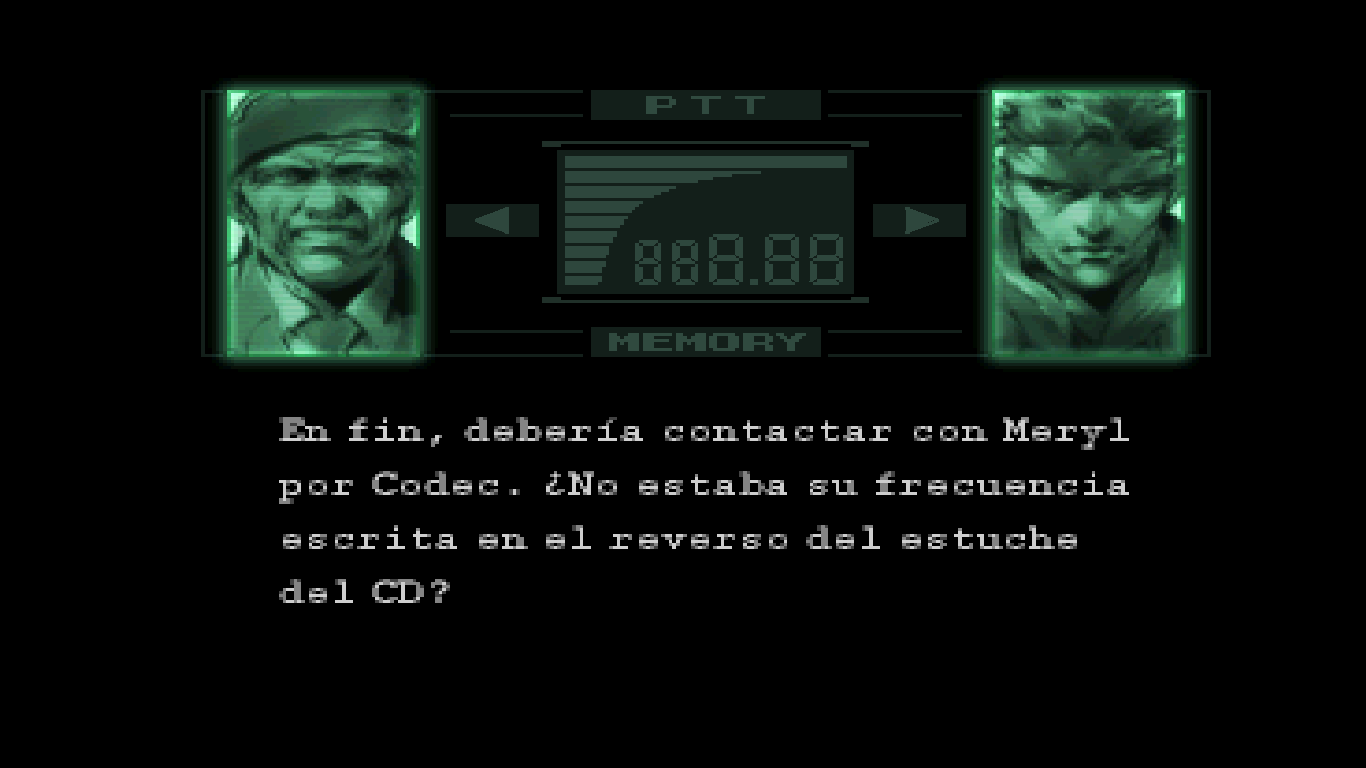 PTT
888.88
MEMORY
En fin, debería contactar con Meryl
por Codec. ¿No estaba su frecuencia
escrita en el reverso del estuche
del CD?